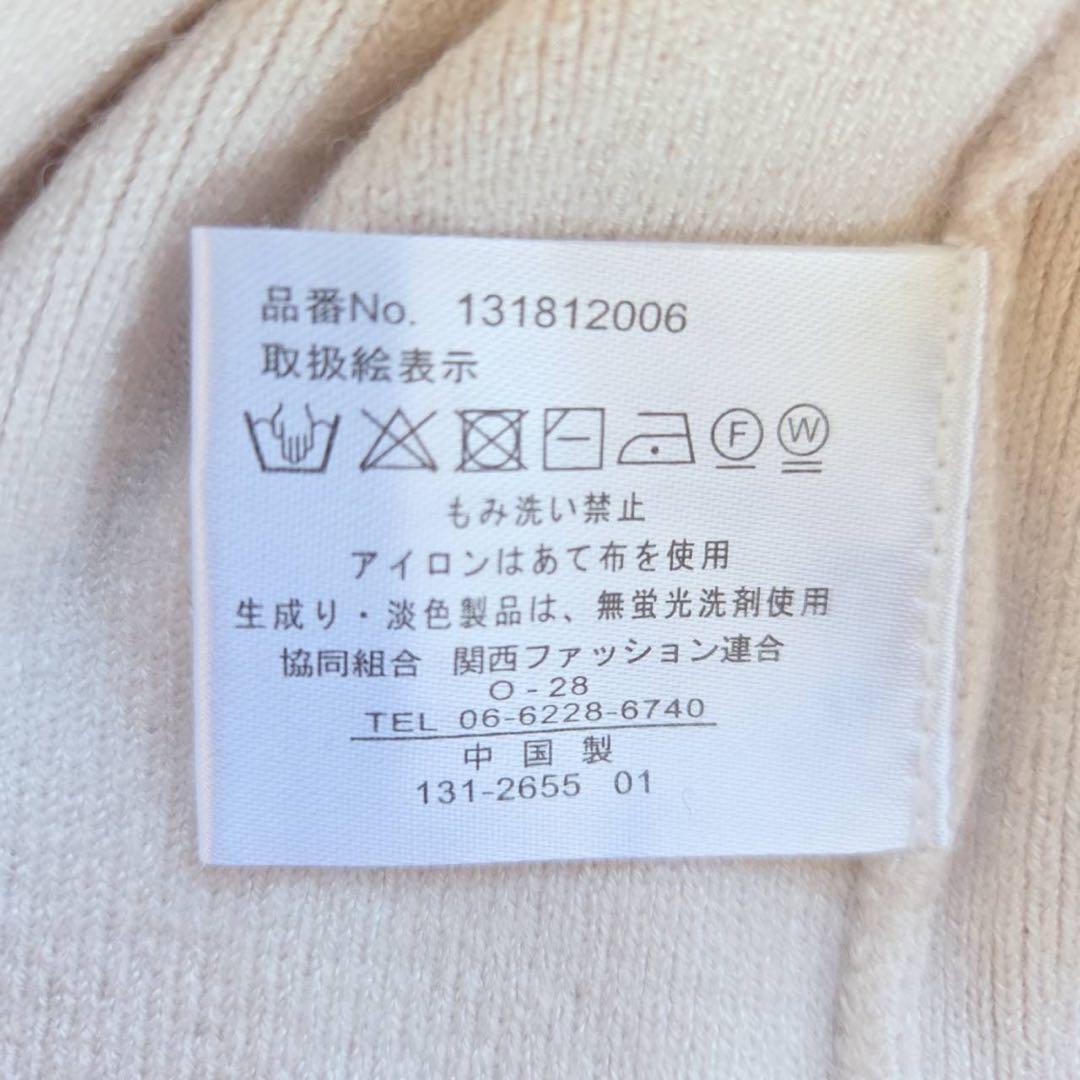 品番No. 131812006
取扱絵表示
F W
もみ洗い禁止
アイロンはあて布を使用
生成り・淡色製品は、無蛍光洗剤使用
協同組合 関西ファッション連合
O-28
TEL 06-6228-6740
中国製
131-2655 01